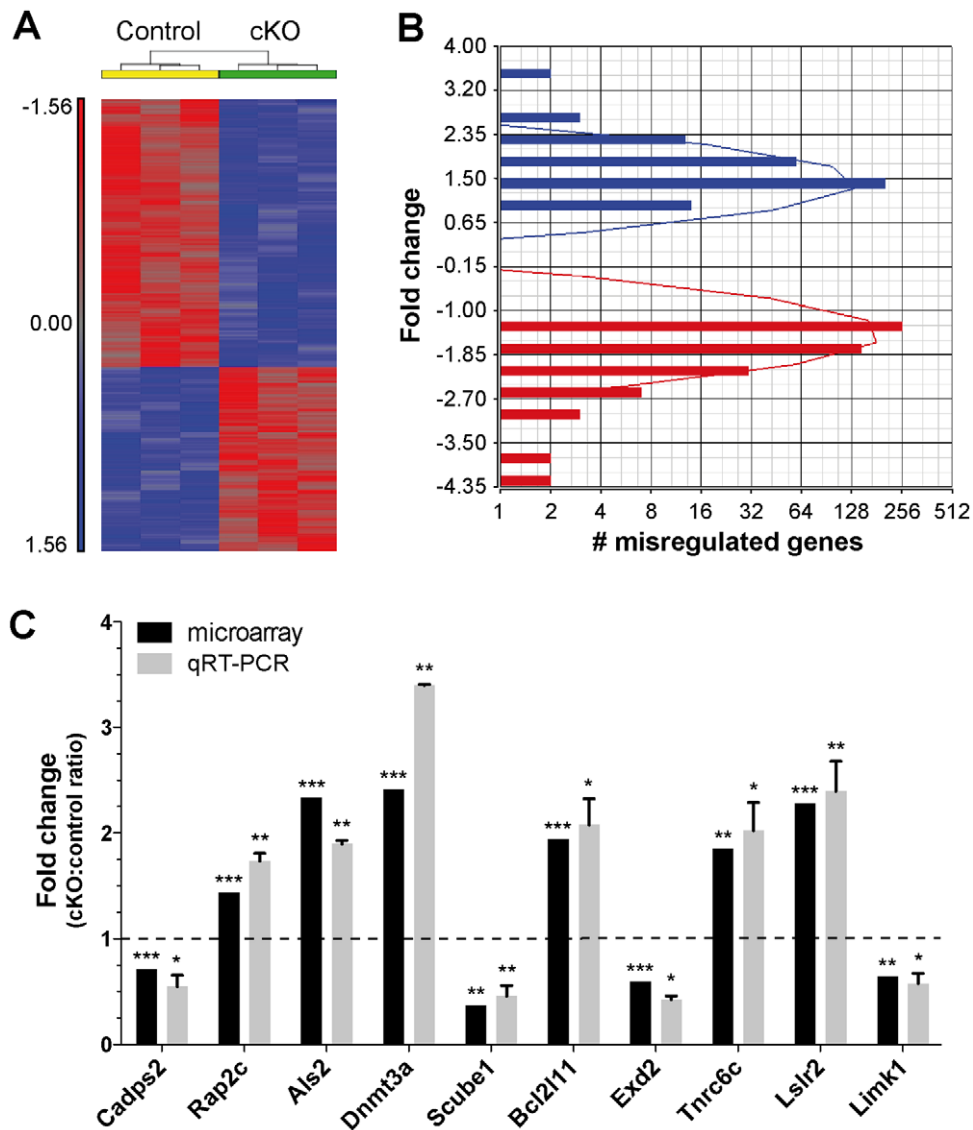 A
Control cKO
-1.56
0.00
1.56
B
Fold change
4.00
3.20
2.35
1.50
0.65
-0.15
-1.00
-1.85
-2.70
-3.50
-4.35
1 2 4 8 16 32 64 128 256 512
# misregulated genes
C
microarray
qRT-PCR
Fold change
(cKO:control ratio)
4
3
2
1
0
*** * *** ** *** ** *** ** ** ** *** * *** * ** * *** ** ** *
Cadps2 Rap2c Als2 Dnmt3a Scube1 Bcl2l11 Exd2 Tnrc6c Lslr2 Limk1